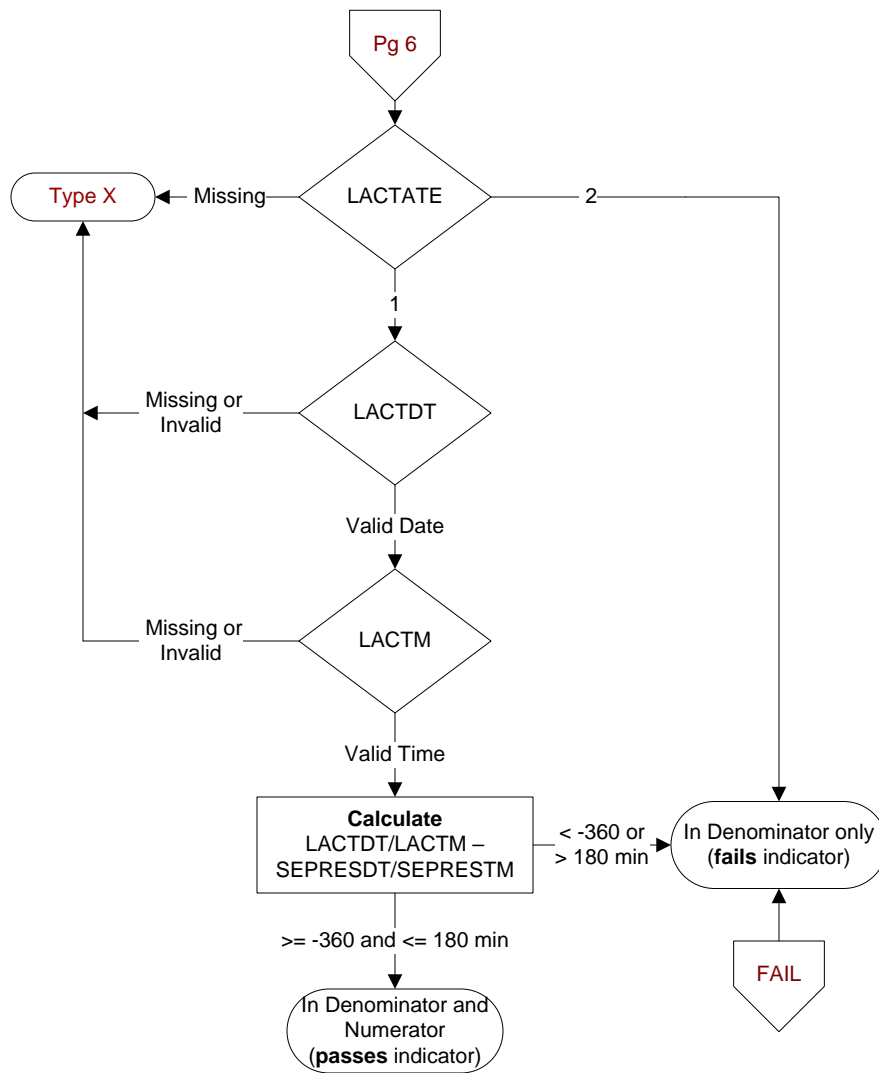 Pg 6
LACTATE
Type X
Missing
2
1
LACTDT
Missing or
Invalid
Valid Date
LACTM
Missing or
Invalid
Valid Time
Calculate
LACTDT/LACTM –
SEPRESDT/SEPRESTM
< -360 or
> 180 min
In Denominator only
(fails indicator)
>= -360 and <= 180 min
FAIL
In Denominator and
Numerator
(passes indicator)